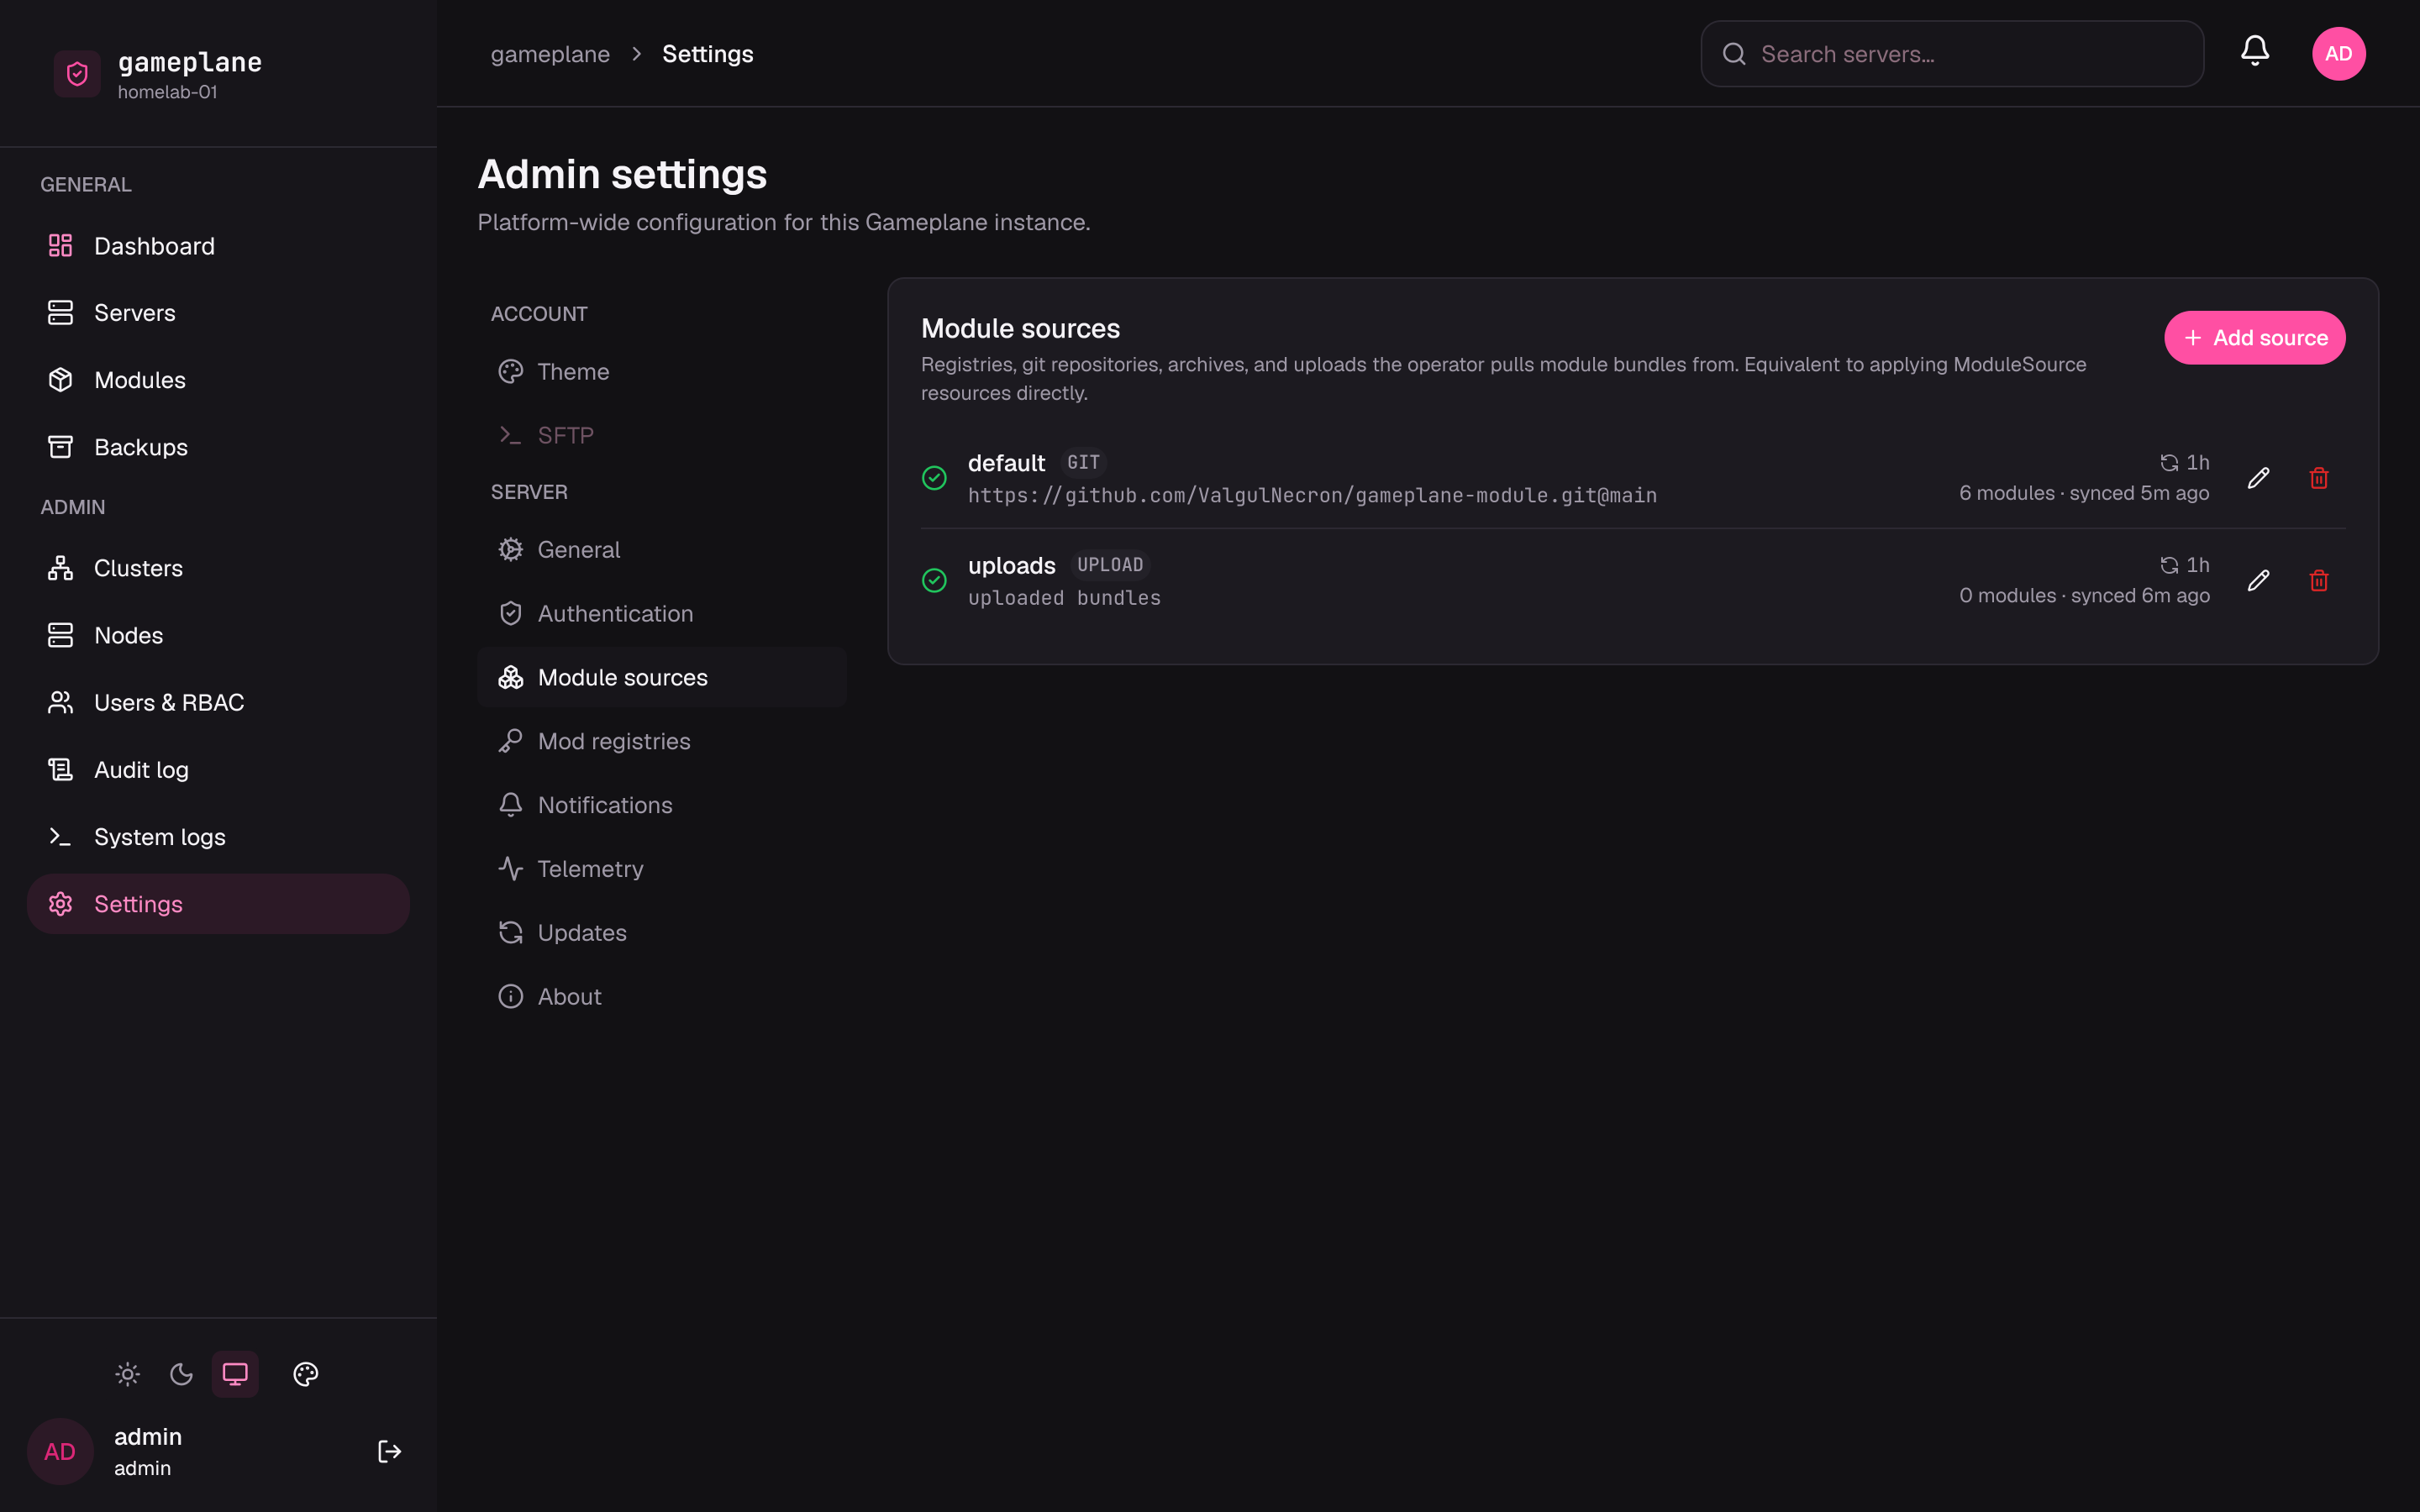 gameplane
homelab-01
GENERAL
Dashboard
Servers
Modules
Backups
ADMIN
Clusters
Nodes
Users & RBAC
Audit log
System logs
Settings
AD
admin
admin
gameplane > Settings
Search servers…
AD
Admin settings
Platform-wide configuration for this Gameplane instance.
ACCOUNT
Theme
SFTP
SERVER
General
Authentication
Module sources
Mod registries
Notifications
Telemetry
Updates
About
Module sources
Add source
Registries, git repositories, archives, and uploads the operator pulls module bundles from. Equivalent to applying ModuleSource
resources directly.
default GIT
https://github.com/ValgulNecron/gameplane-module.git@main
1h
6 modules · synced 5m ago
uploads UPLOAD
uploaded bundles
1h
0 modules · synced 6m ago